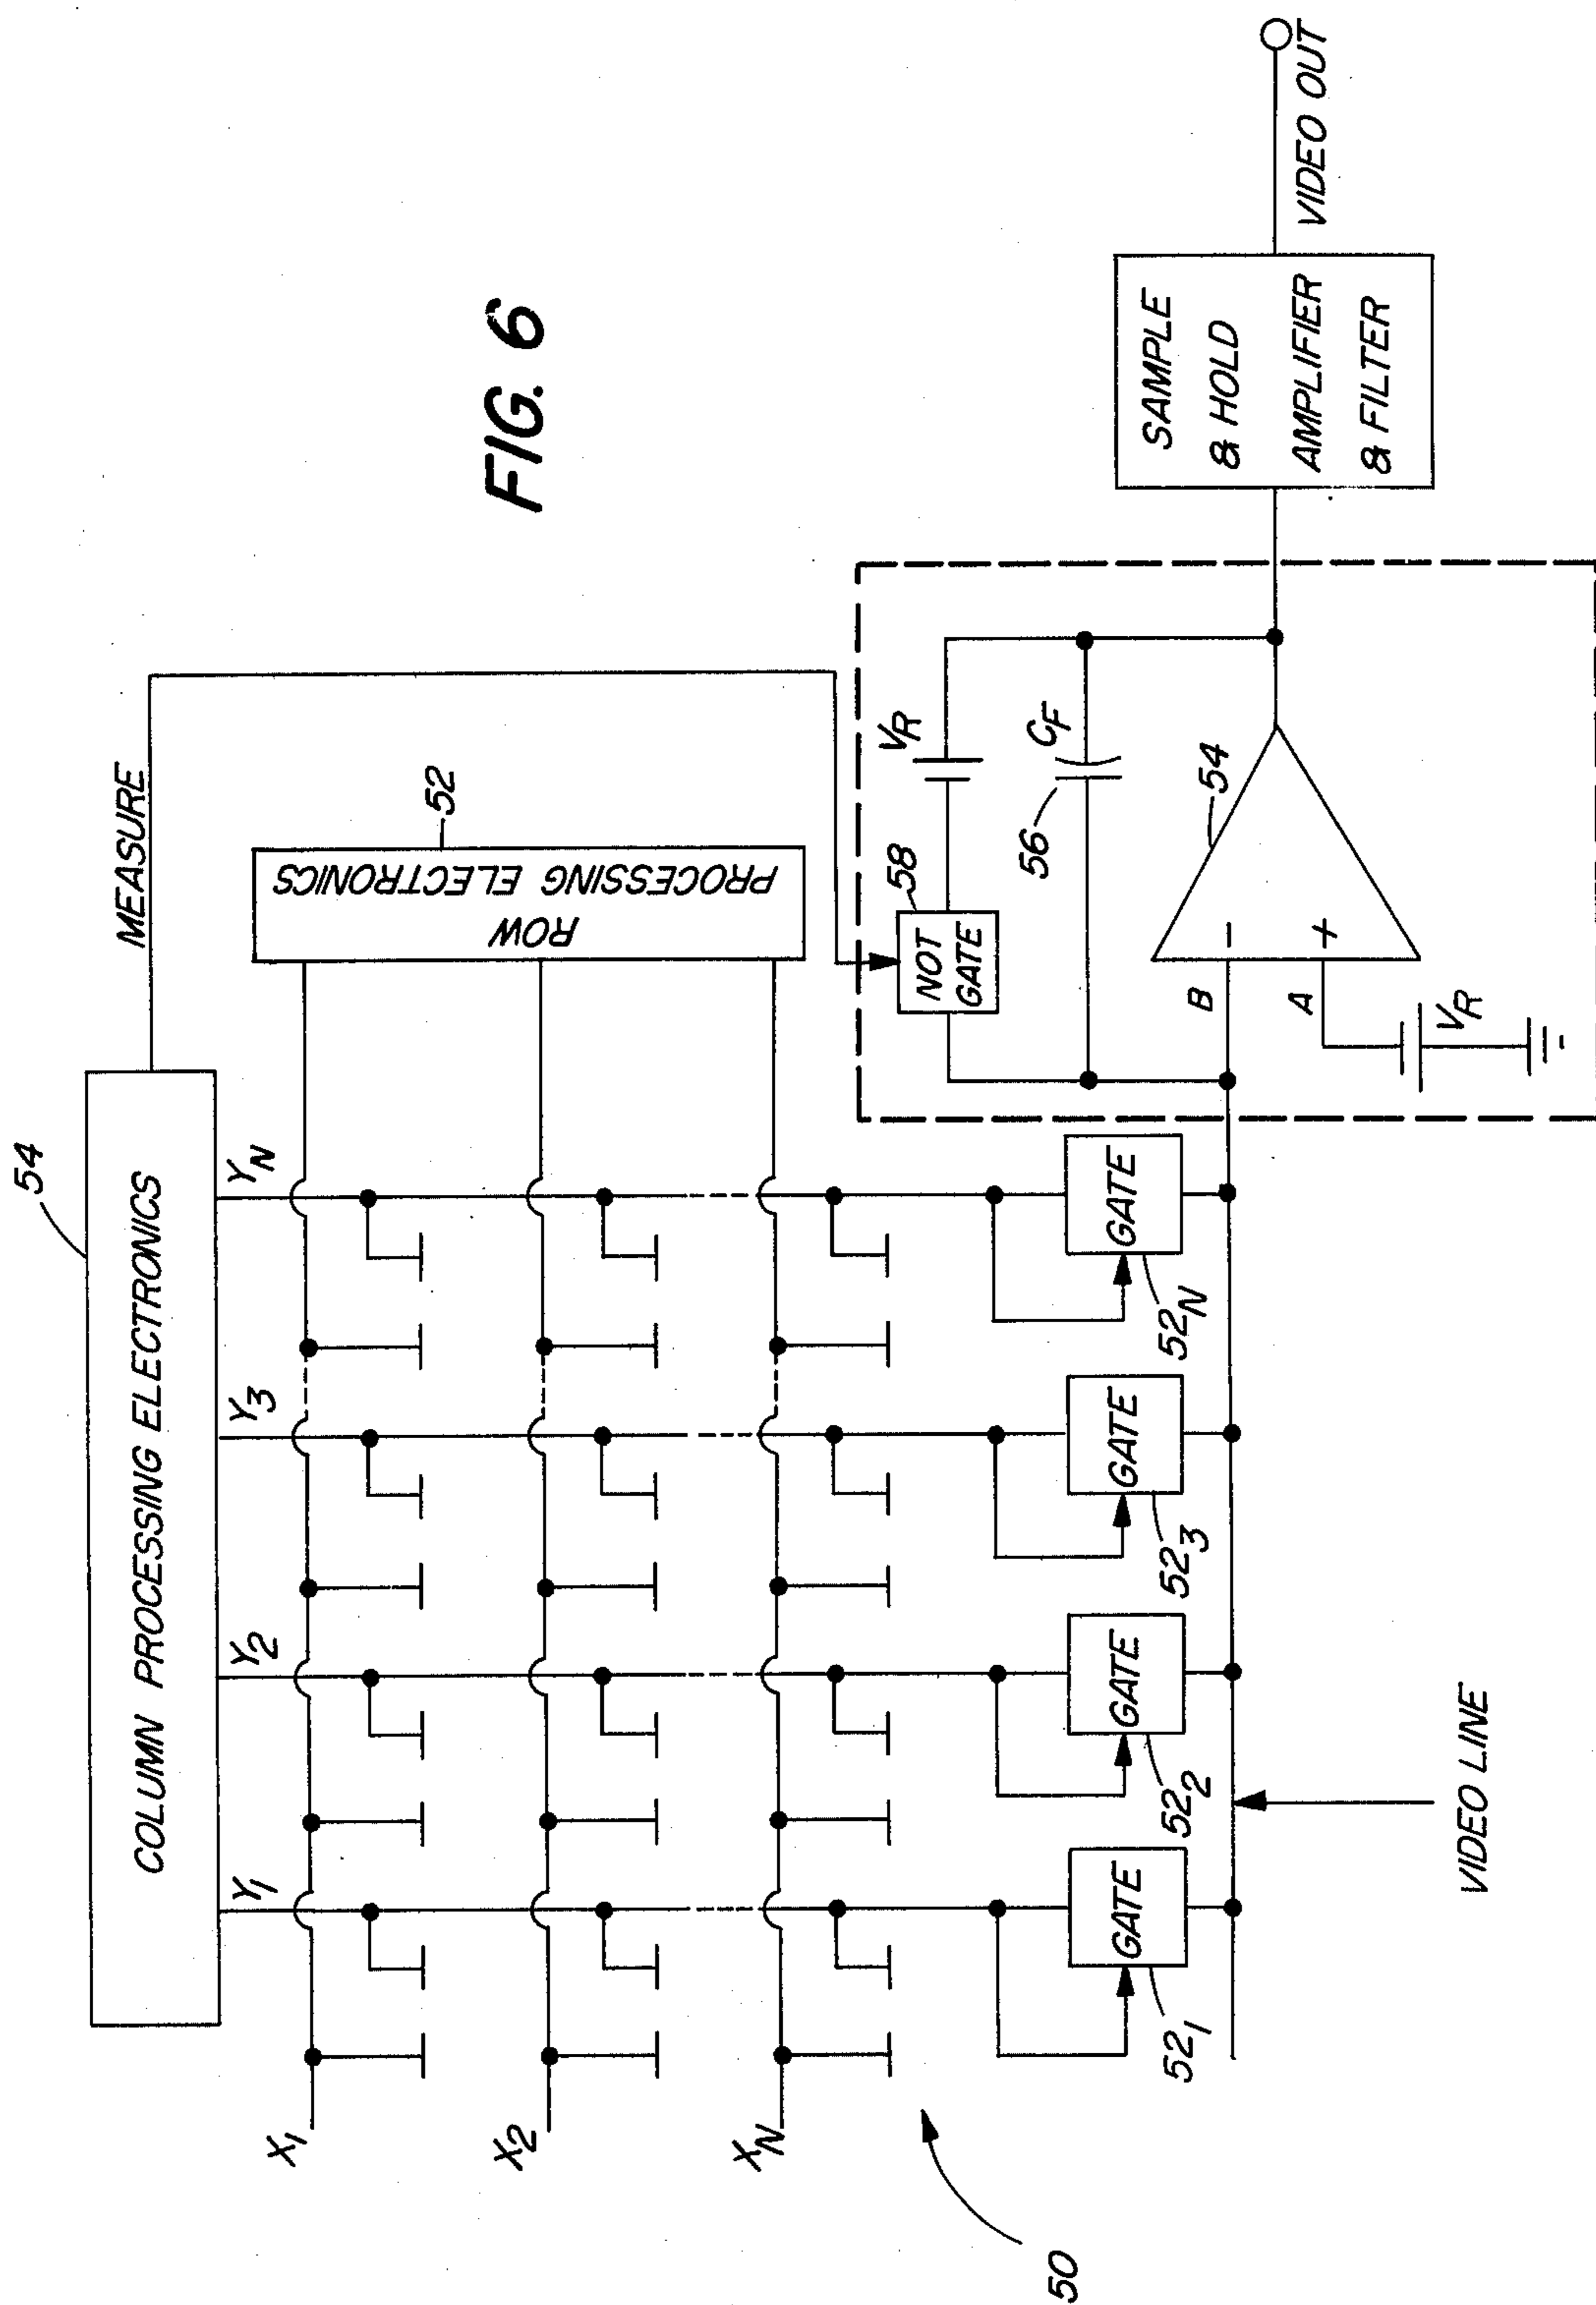 FIG. 6
54
COLUMN PROCESSING ELECTRONICS
MEASURE
Y1
Y2
Y3
YN
X1
X2
XN
ROW
PROCESSING ELECTRONICS
52
50
GATE
GATE
GATE
GATE
521
522
523
52N
VIDEO LINE
NOT
GATE
58
VR
CF
56
B
A
-
+
54
VR
SAMPLE
& HOLD
AMPLIFIER
& FILTER
VIDEO OUT